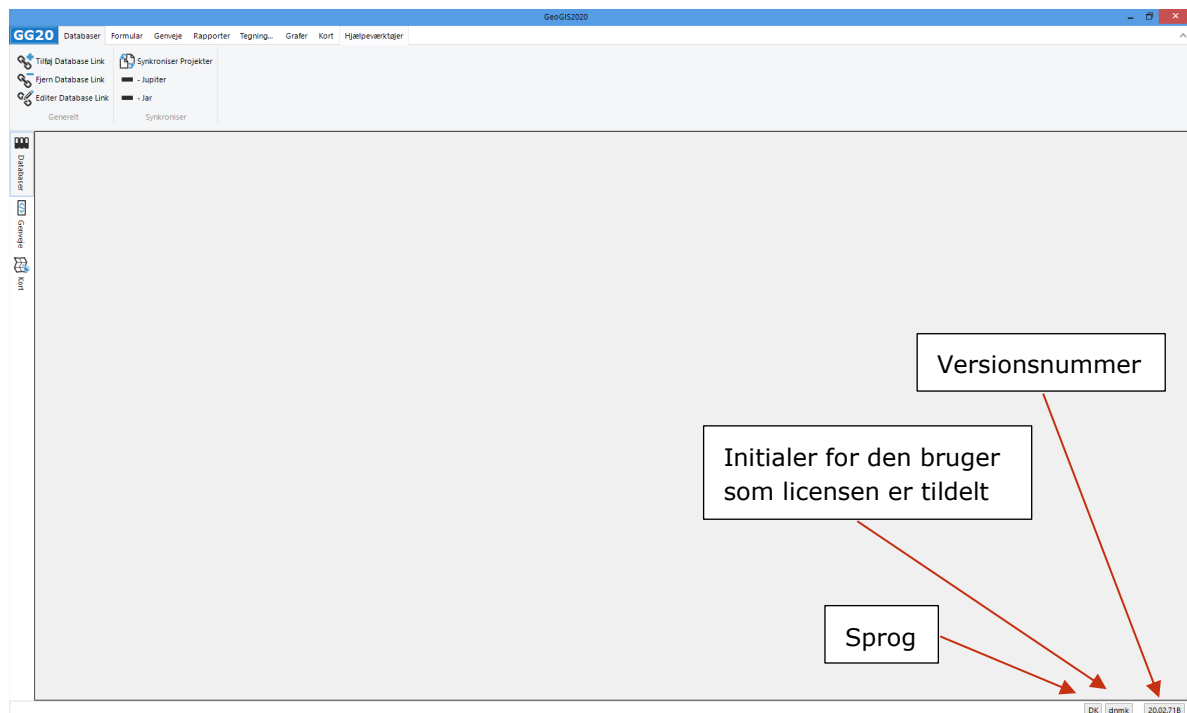 GeoGIS2020
GG20 Databaser Formular Genveje Rapporter Tegning... Grafer Kort Hjælpeværktøjer
Tilføj Database Link
Fjern Database Link
Editer Database Link
Generelt
Synkroniser Projekter
- Jupiter
- Jar
Synkroniser
Databaser
Genveje
Kort
Versionsnummer
Initialer for den bruger
som licensen er tildelt
Sprog
DK dnmk 20.02.71B